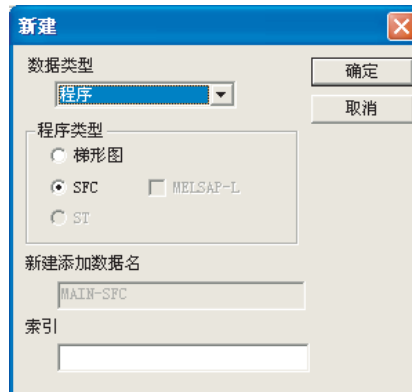 新建
数据类型
确定
程序
取消
程序类型
梯形图
SFC MELSAP-L
ST
新建添加数据名
MAIN-SFC
索引